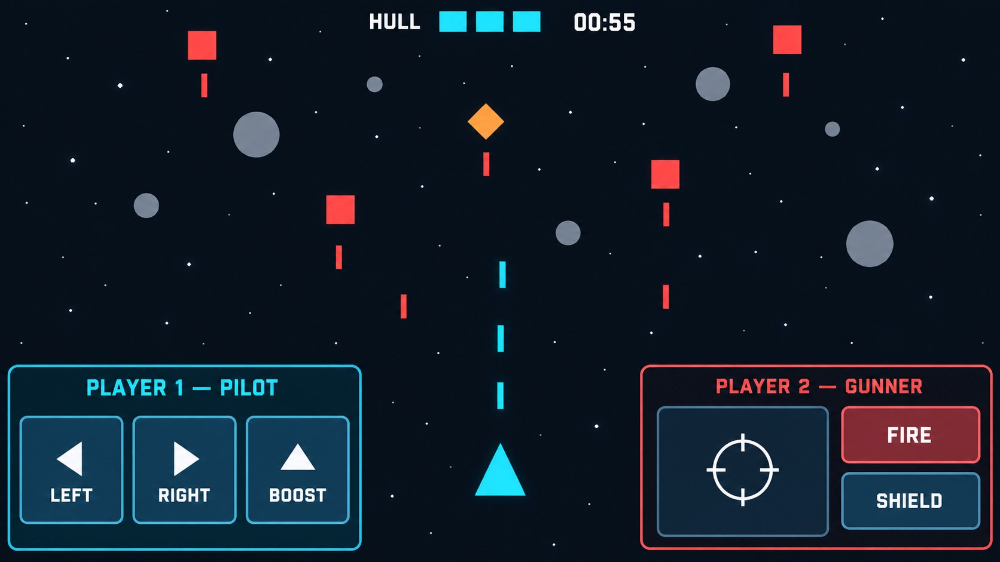 HULL 00:55
PLAYER 1 — PILOT
LEFT RIGHT BOOST
PLAYER 2 — GUNNER
FIRE
SHIELD